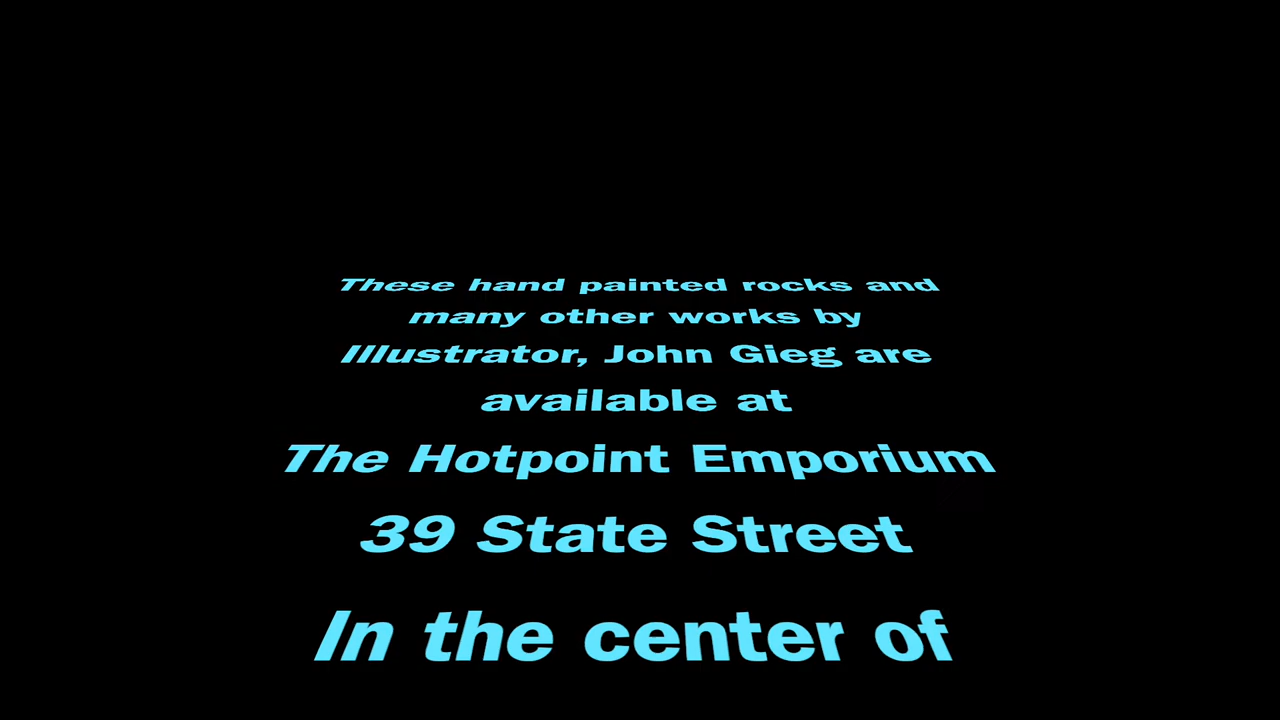 These hand painted rocks and
many other works by
Illustrator, John Gieg are
available at
The Hotpoint Emporium
39 State Street
In the center of